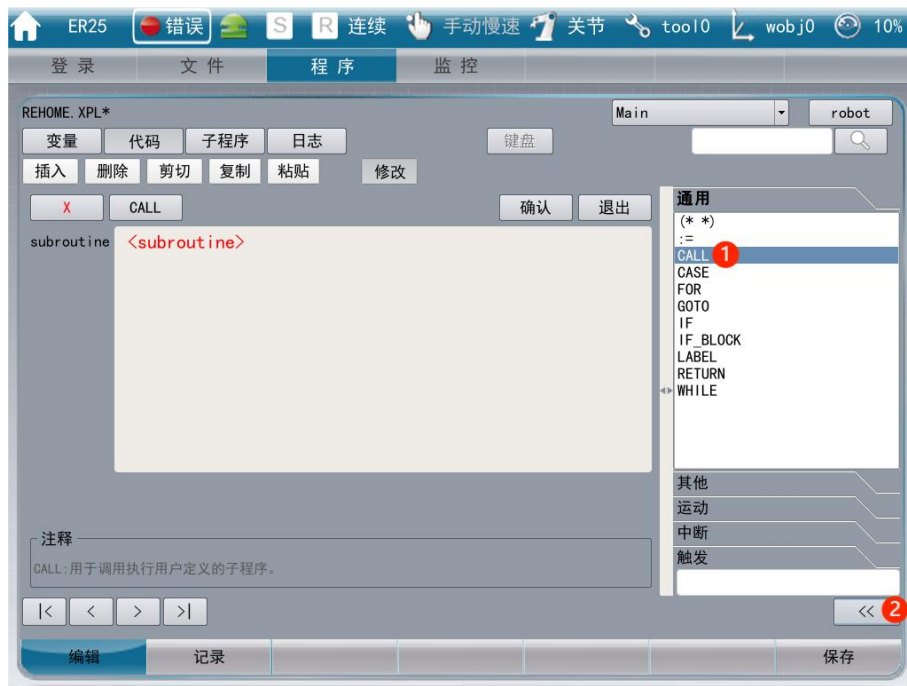 ER25 错误 S R 连续 手动慢速 关节 tool0 wobj0 10%
登录 文件 程序 监控
REHOME.XPL* Main robot
变量 代码 子程序 日志 键盘
插入 删除 剪切 复制 粘贴 修改
X CALL 确认 退出
subroutine <subroutine>
通用
(* *)
:=
CALL 1
CASE
FOR
GOTO
IF
IF_BLOCK
LABEL
RETURN
WHILE
其他
运动
中断
触发
注释
CALL:用于调用执行用户定义的子程序。
|< < > >| << 2
编辑 记录 保存